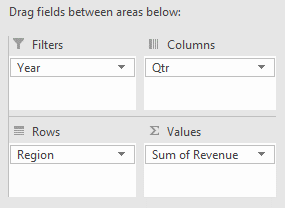 Drag fields between areas below:
Filters
Columns
Year
Qtr
Rows
Values
Region
Sum of Revenue